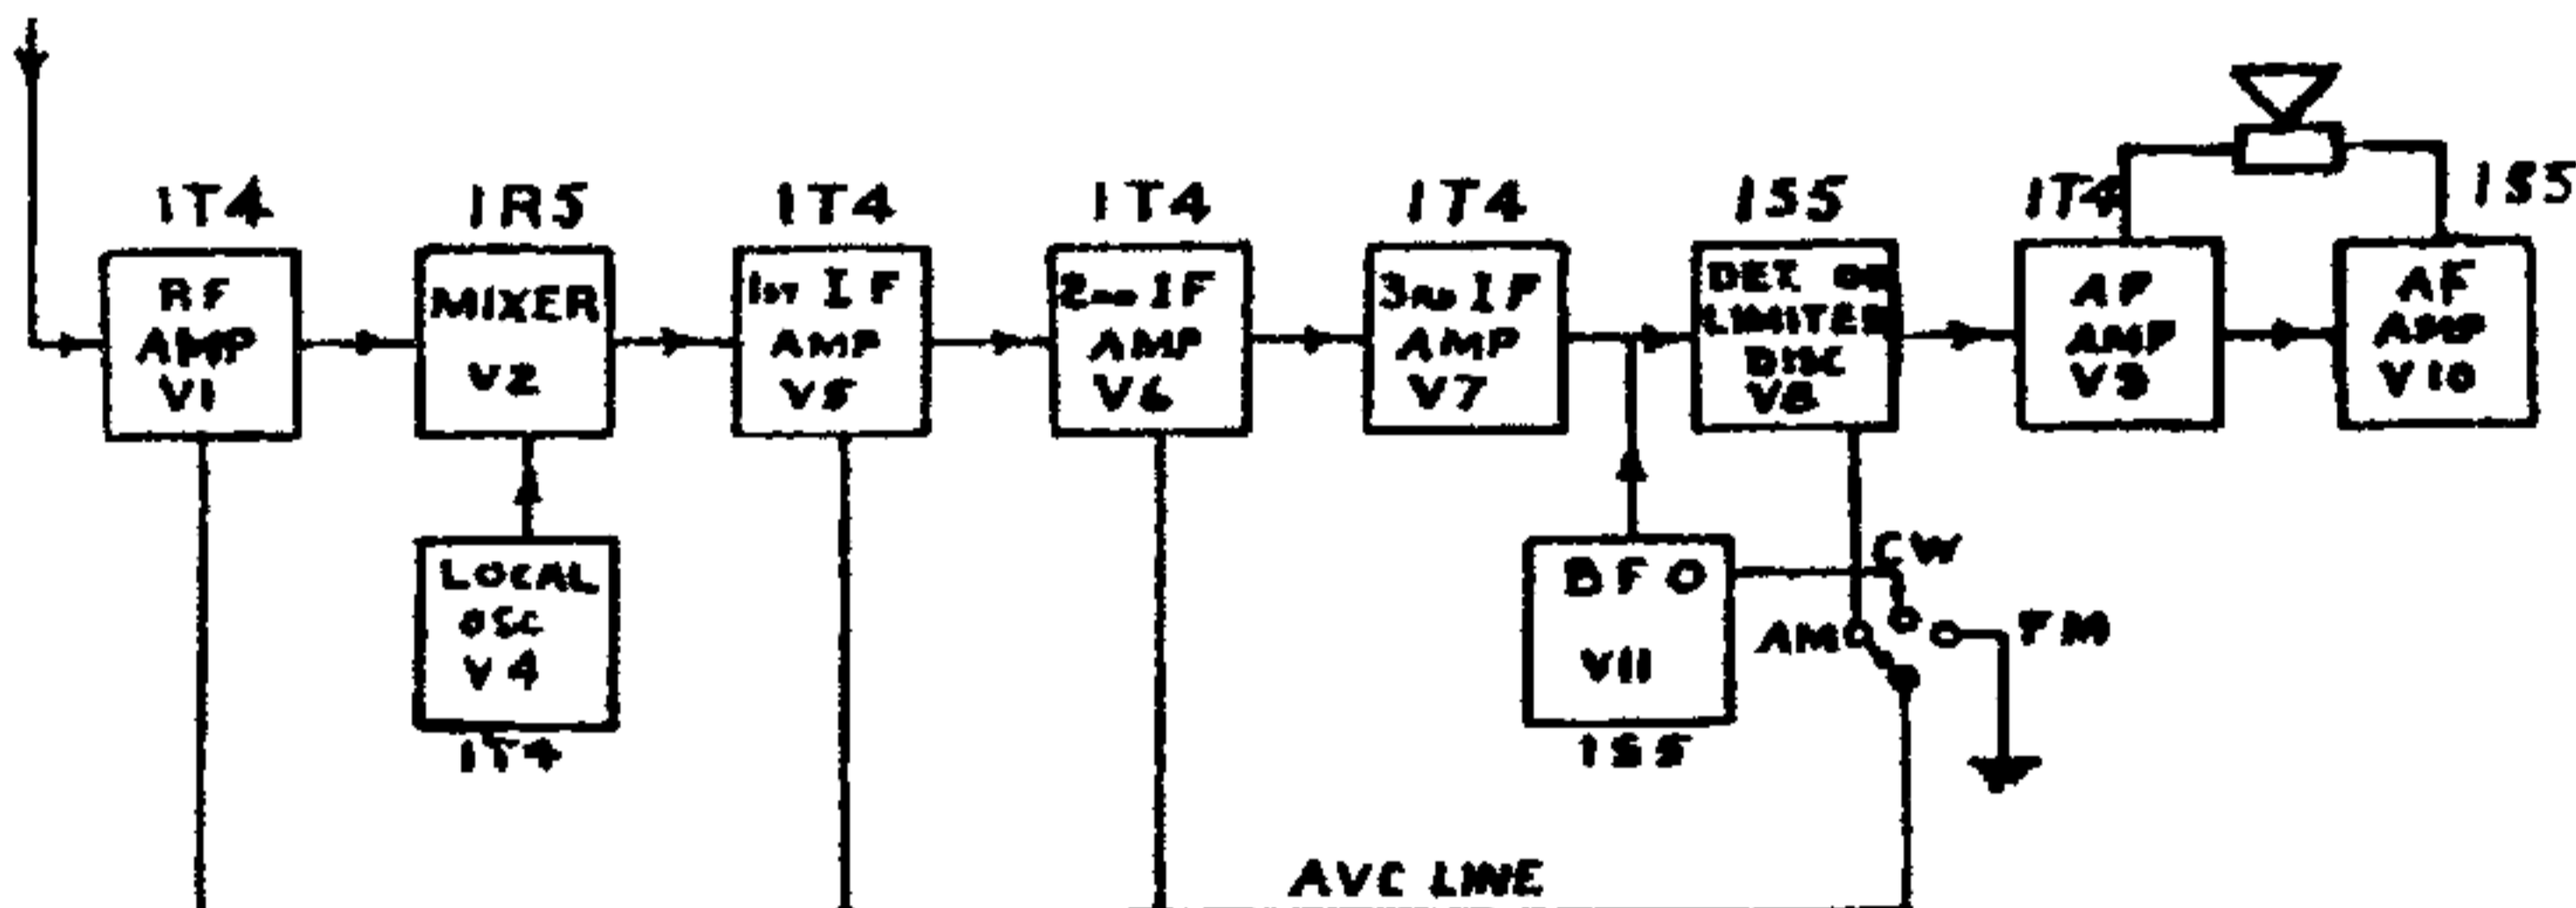 1T4
RF
AMP
V1
1R5
MIXER
V2
1T4
1ST IF
AMP
V5
1T4
2ND IF
AMP
V6
1T4
3RD IF
AMP
V7
1S5
DET OR
LIMITER
DISC
V8
1T4
AF
AMP
V9
1S5
AF
AMP
V10
LOCAL
OSC
V4
1T4
BFO
V11
1S5
CW
AM
FM
AVC LINE